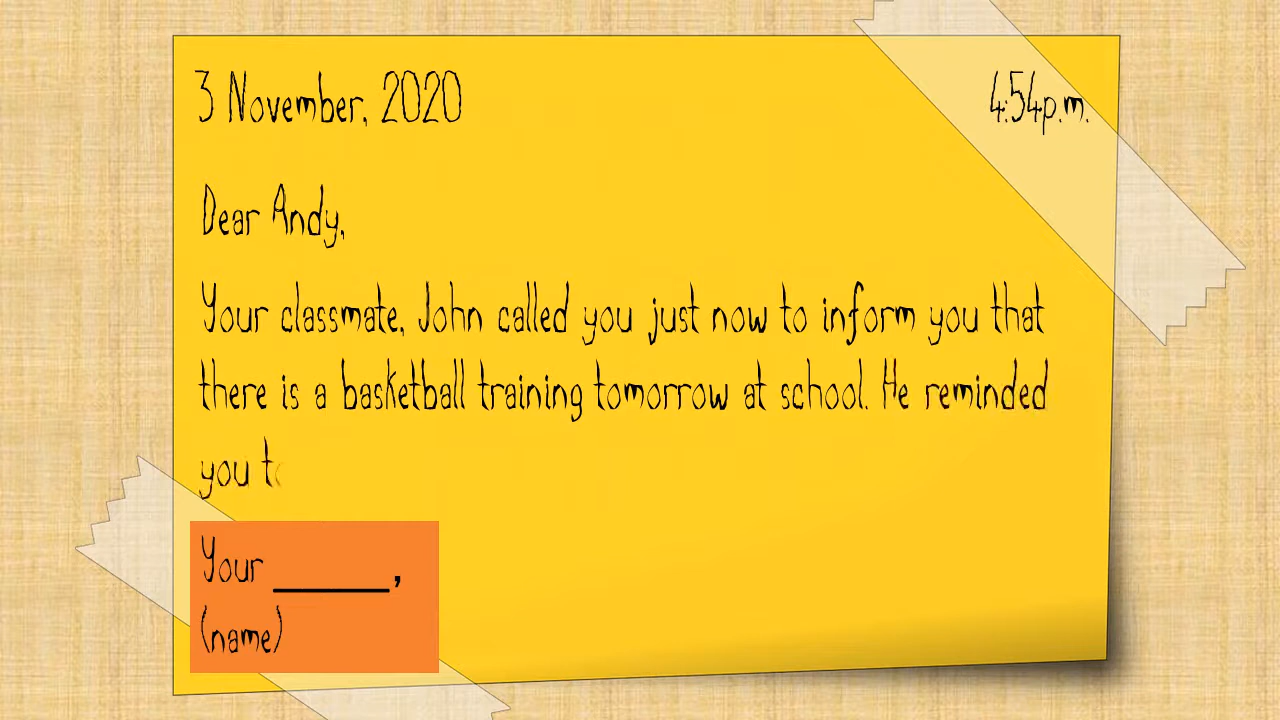 3 November, 2020 4:54p.m.
Dear Andy,
Your classmate, John called you just now to inform you that
there is a basketball training tomorrow at school. He reminded
you
Your ______,
(name)